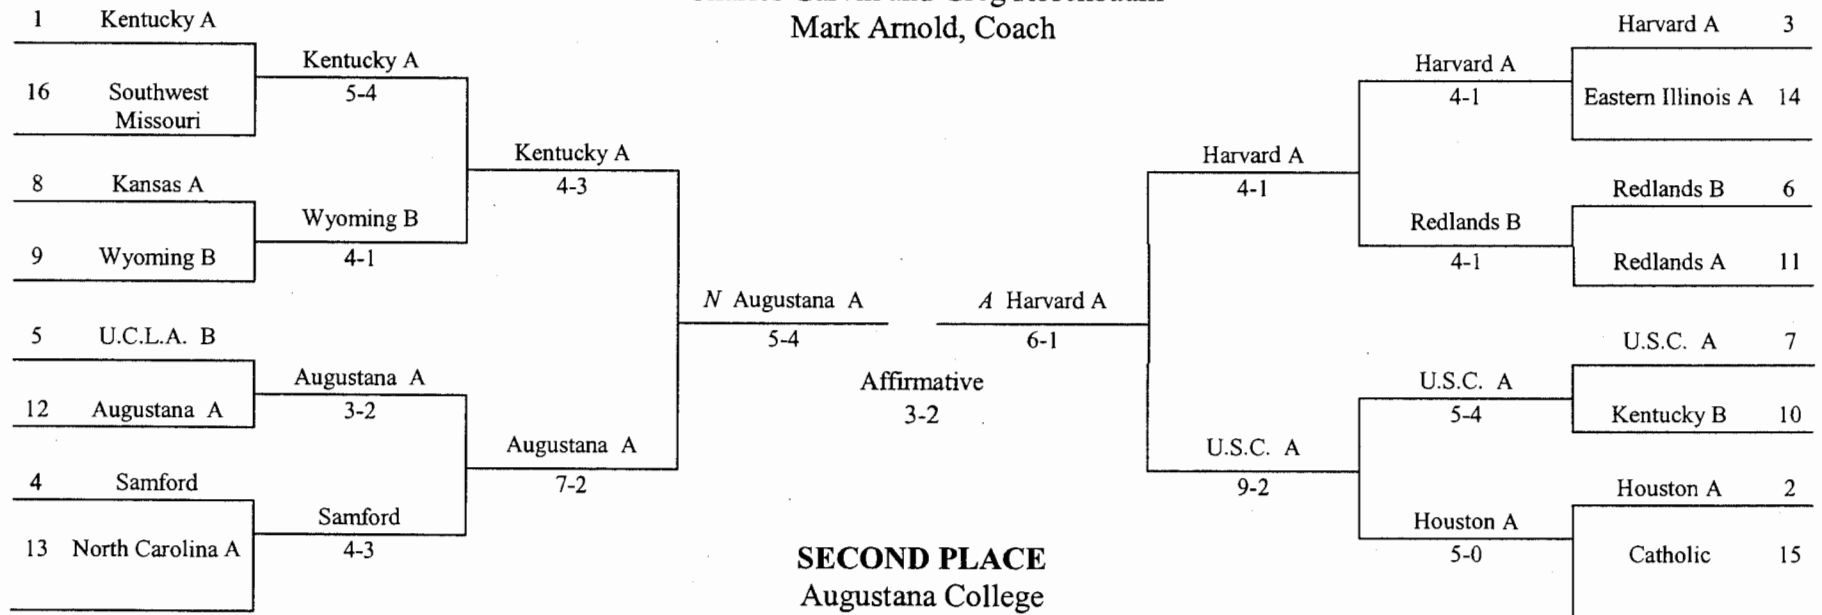 Mark Arnold, Coach
1 Kentucky A
16 Southwest
Missouri
8 Kansas A
9 Wyoming B
5 U.C.L.A. B
12 Augustana A
4 Samford
13 North Carolina A
Kentucky A
5-4
Wyoming B
4-1
Augustana A
3-2
Samford
4-3
Kentucky A
4-3
Augustana A
7-2
N Augustana A
5-4
A Harvard A
6-1
Affirmative
3-2
SECOND PLACE
Augustana College
Harvard A
4-1
U.S.C. A
9-2
Harvard A
4-1
Redlands B
4-1
U.S.C. A
5-4
Houston A
5-0
Harvard A 3
Eastern Illinois A 14
Redlands B 6
Redlands A 11
U.S.C. A 7
Kentucky B 10
Houston A 2
Catholic 15